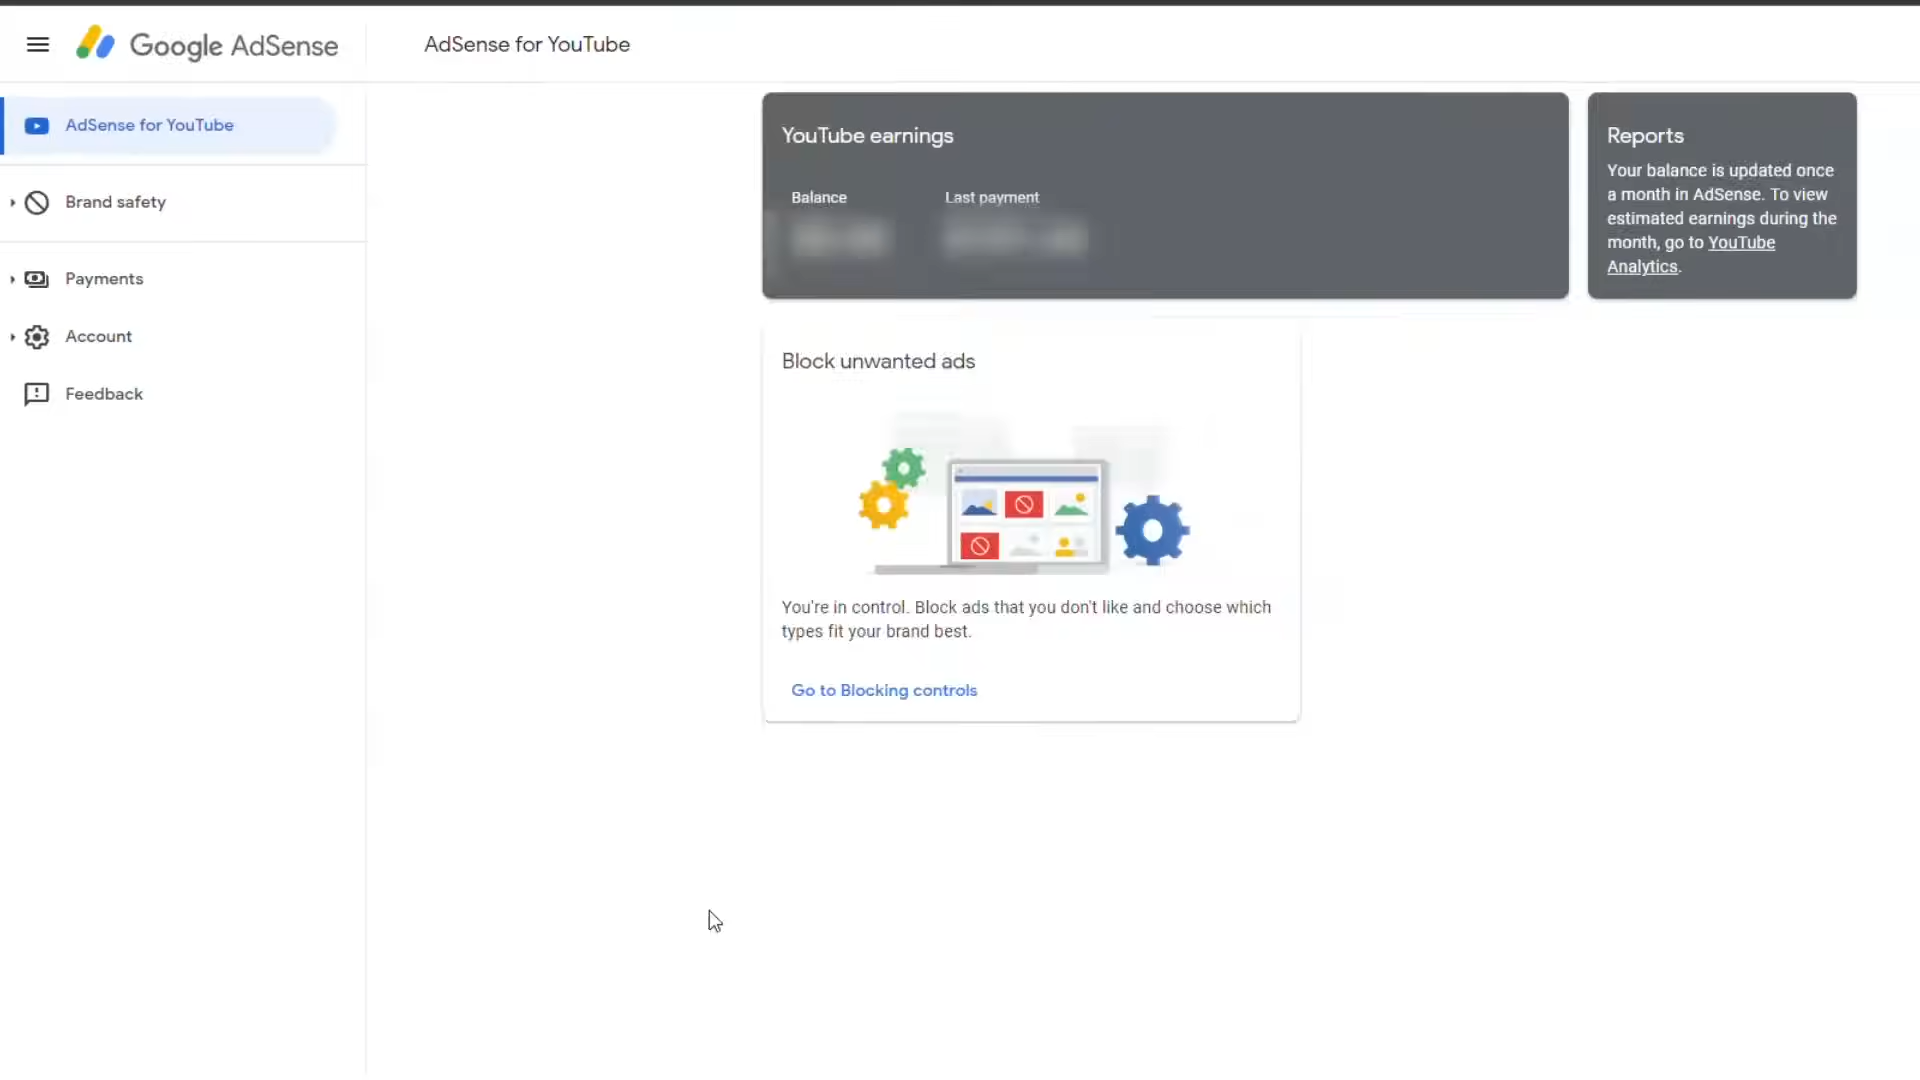 Google AdSense
AdSense for YouTube
AdSense for YouTube
Brand safety
Payments
Account
Feedback
YouTube earnings
Balance
Last payment
Reports
Your balance is updated once
a month in AdSense. To view
estimated earnings during the
month, go to YouTube
Analytics.
Block unwanted ads
You're in control. Block ads that you don't like and choose which
types fit your brand best.
Go to Blocking controls